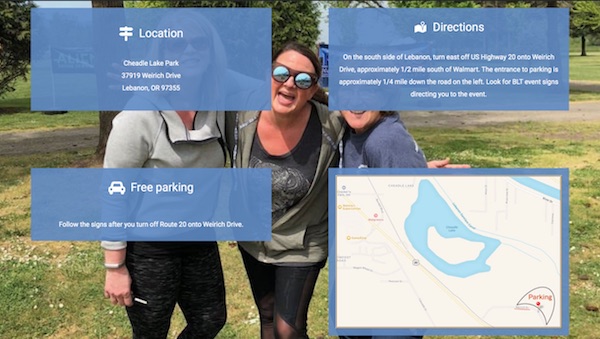 Location
Cheadle Lake Park
37919 Weirich Drive
Lebanon, OR 97355
Directions
On the south side of Lebanon, turn east off US Highway 20 onto Weirich
Drive, approximately 1/2 mile south of Walmart. The entrance to parking is
approximately 1/4 mile down the road on the left. Look for BLT event signs
directing you to the event.
Free parking
Follow the signs after you turn off Route 20 onto Weirich Drive.
Parking